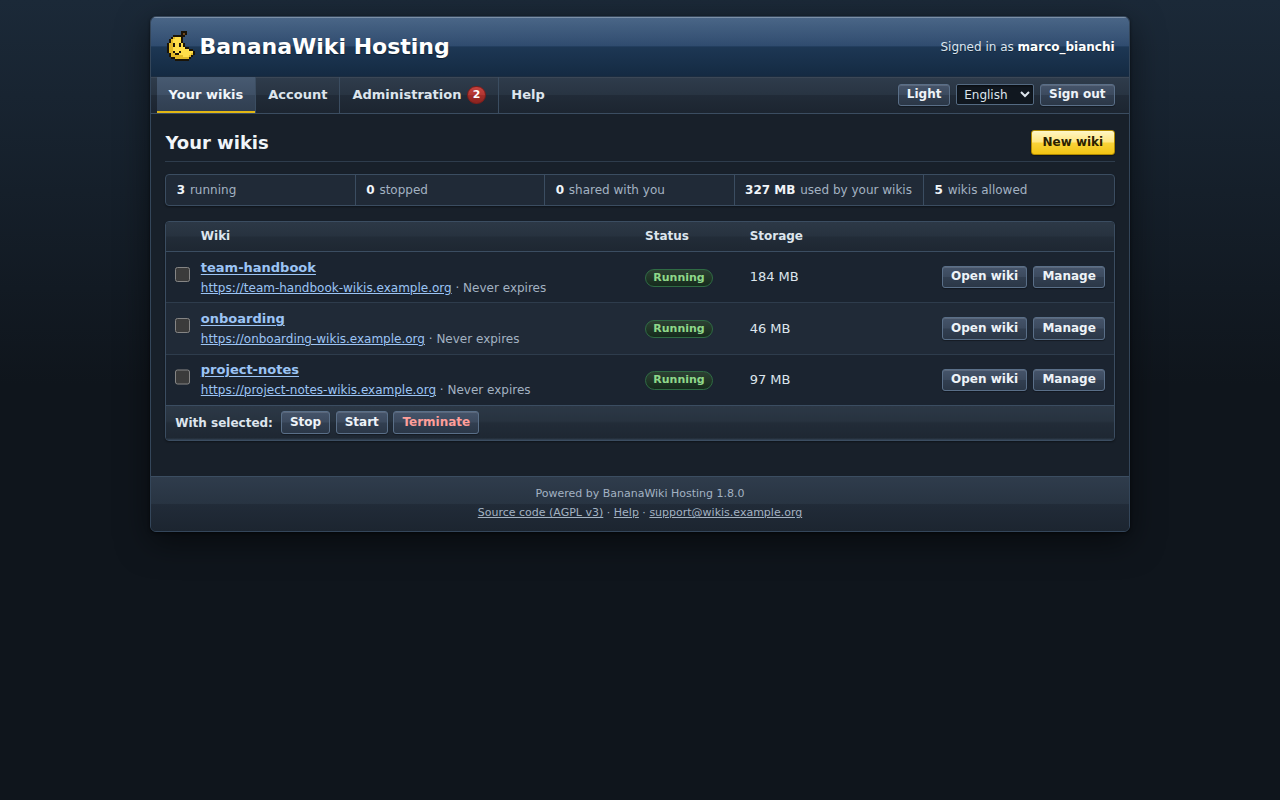 BananaWiki Hosting
Signed in as marco_bianchi
Your wikis Account Administration 2 Help Light English Sign out
Your wikis New wiki
3 running 0 stopped 0 shared with you 327 MB used by your wikis 5 wikis allowed
Wiki Status Storage
team-handbook
https://team-handbook-wikis.example.org · Never expires Running 184 MB Open wiki Manage
onboarding
https://onboarding-wikis.example.org · Never expires Running 46 MB Open wiki Manage
project-notes
https://project-notes-wikis.example.org · Never expires Running 97 MB Open wiki Manage
With selected: Stop Start Terminate
Powered by BananaWiki Hosting 1.8.0
Source code (AGPL v3) · Help · support@wikis.example.org